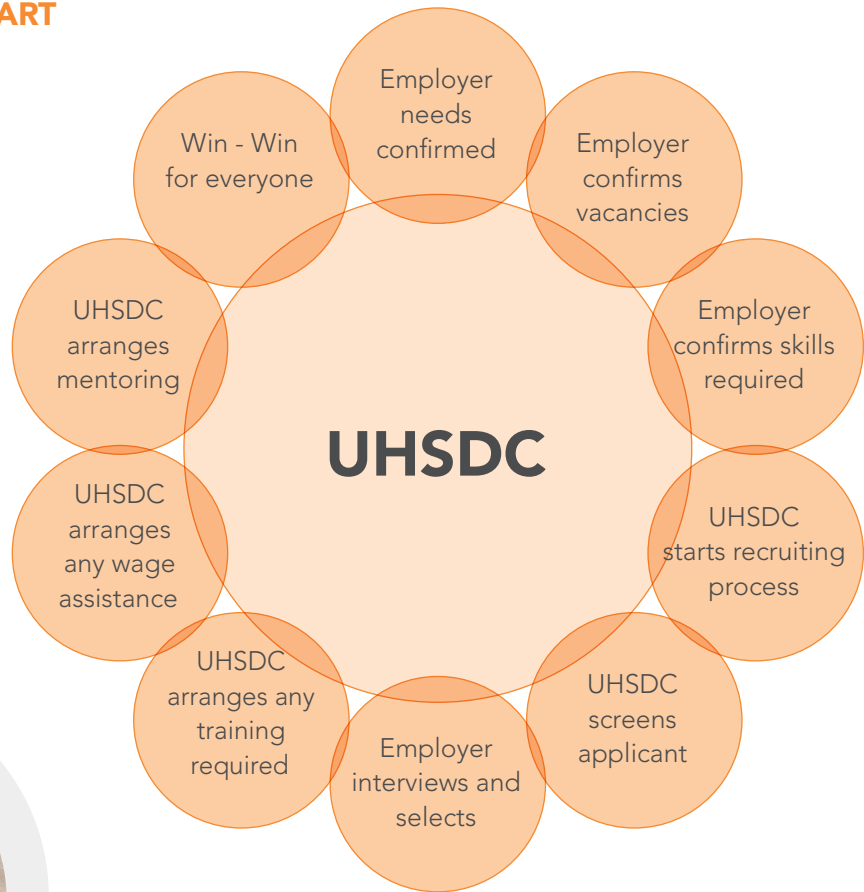 ART
Employer
needs
confirmed
Employer
confirms
vacancies
Employer
confirms skills
required
UHSDC
starts recruiting
process
UHSDC
screens
applicant
Employer
interviews and
selects
UHSDC
arranges any
training
required
UHSDC
arranges
any wage
assistance
UHSDC
arranges
mentoring
Win - Win
for everyone
UHSDC